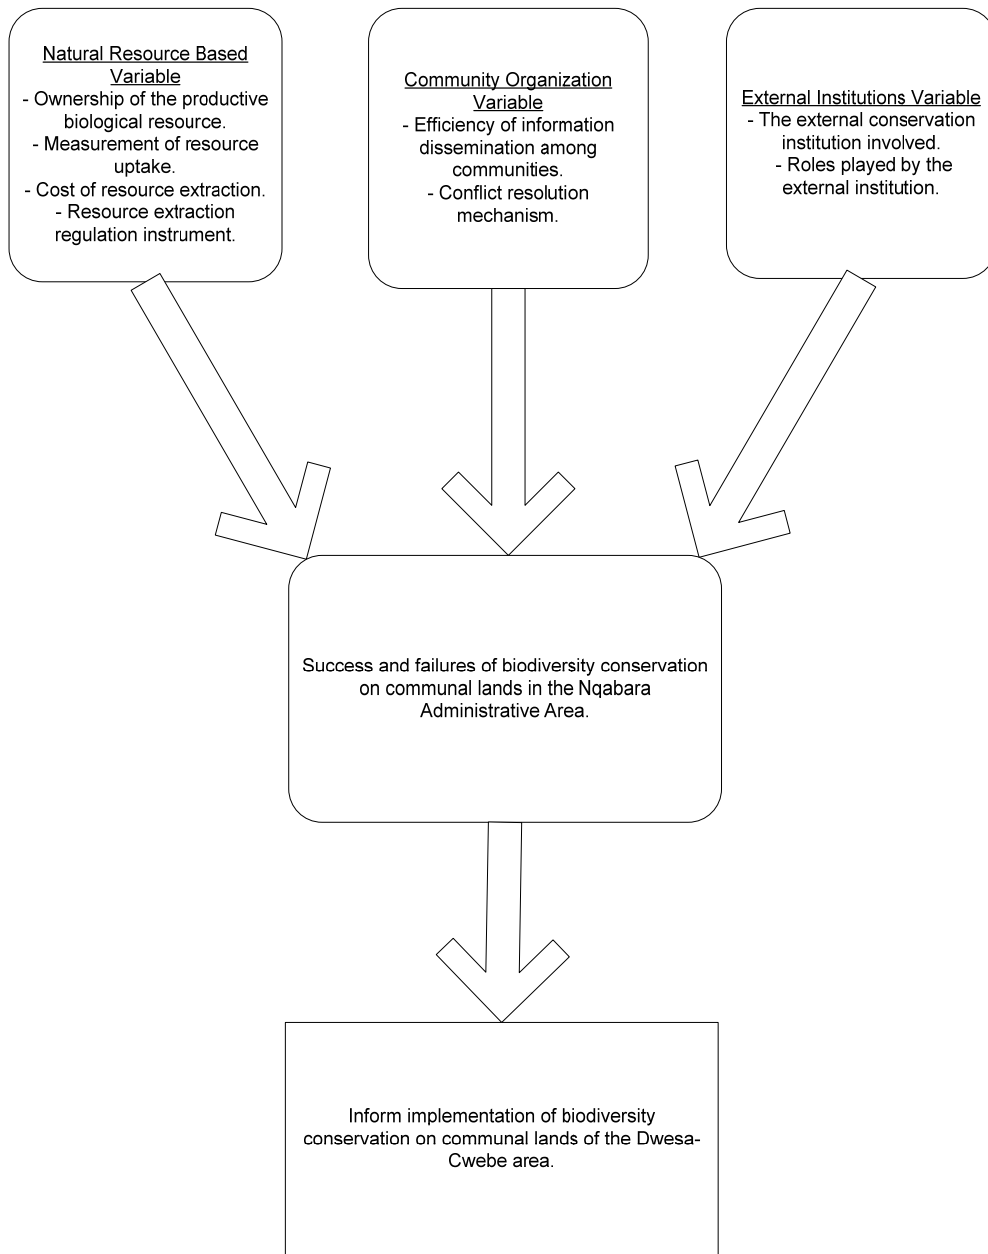 Natural Resource Based
Variable
- Ownership of the productive
biological resource.
- Measurement of resource
uptake.
- Cost of resource extraction.
- Resource extraction
regulation instrument.
Community Organization
Variable
- Efficiency of information
dissemination among
communities.
- Conflict resolution
mechanism.
External Institutions Variable
- The external conservation
institution involved.
- Roles played by the
external institution.
Success and failures of biodiversity conservation
on communal lands in the Nqabara
Administrative Area.
Inform implementation of biodiversity
conservation on communal lands of the Dwesa-
Cwebe area.